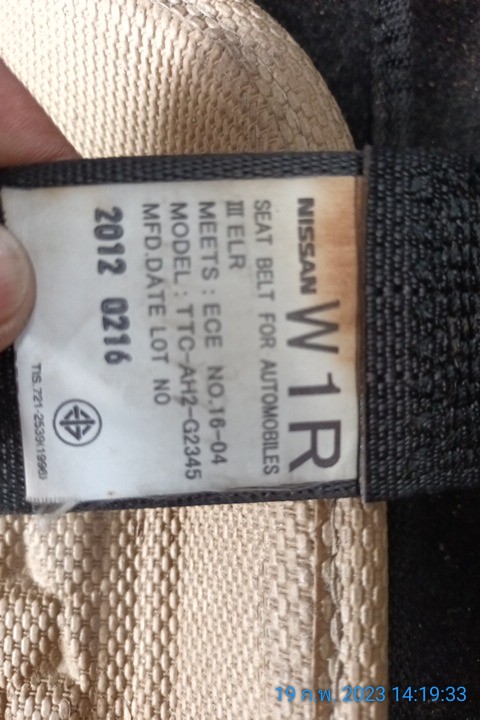 NISSAN W1R
SEAT BELT FOR AUTOMOBILES
III ELR
MEETS : ECE NO.16-04
MODEL : TTC-AH2-G2345
MFD.DATE LOT NO
2012 0216
TIS.721-2539(1996)
19 ก.พ. 2023 14:19:33